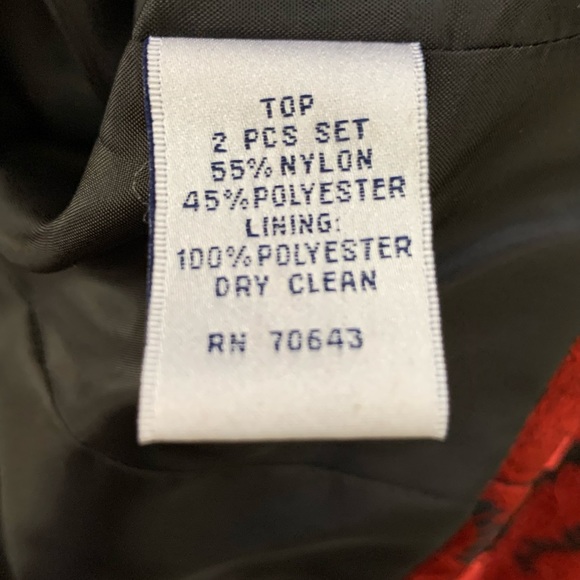 TOP
2 PCS SET
55% NYLON
45% POLYESTER
LINING:
100% POLYESTER
DRY CLEAN
RN 70643